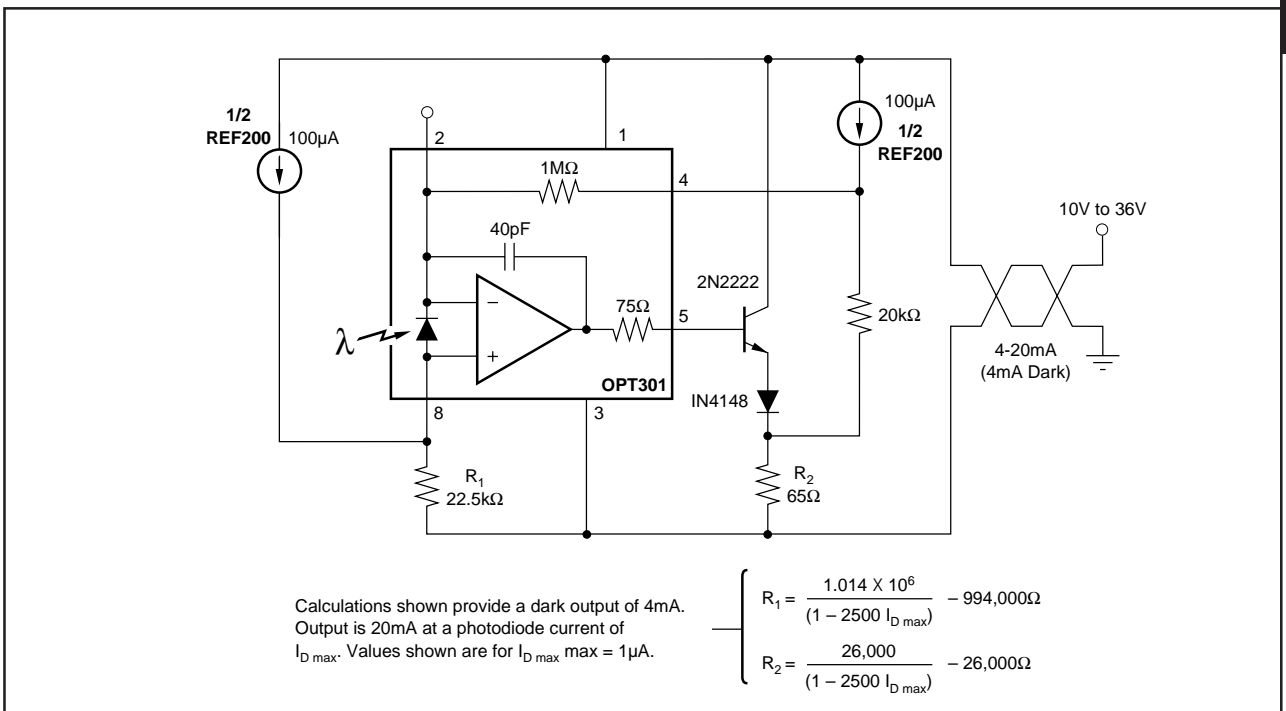 1/2
REF200
100µA
2
1
100µA
1/2
REF200
1MΩ
4
40pF
10V to 36V
2N2222
75Ω
5
20kΩ
–
+
λ
4-20mA
(4mA Dark)
OPT301
IN4148
8
3
R1
22.5kΩ
R2
65Ω
Calculations shown provide a dark output of 4mA.
Output is 20mA at a photodiode current of
ID max. Values shown are for ID max max = 1µA.
R1 = 1.014 X 10⁶ / (1 – 2500 ID max) – 994,000Ω
R2 = 26,000 / (1 – 2500 ID max) – 26,000Ω